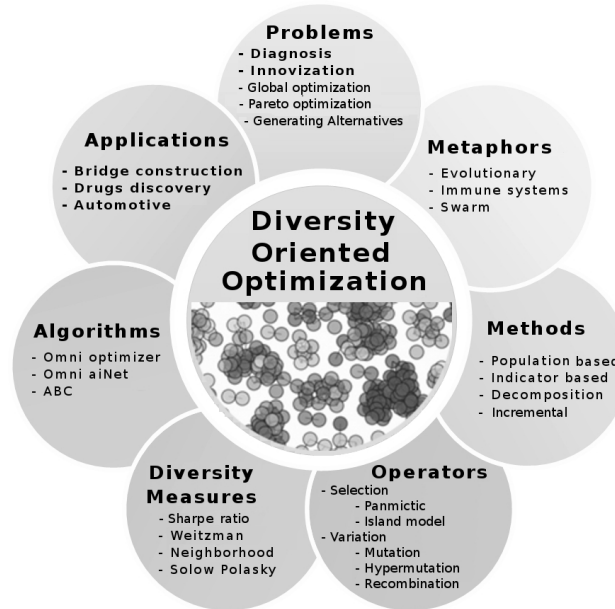 Problems
- Diagnosis
- Innovization
- Global optimization
- Pareto optimization
- Generating Alternatives
Applications
- Bridge construction
- Drugs discovery
- Automotive
Metaphors
- Evolutionary
- Immune systems
- Swarm
Diversity
Oriented
Optimization
Algorithms
- Omni optimizer
- Omni aiNet
- ABC
Methods
- Population based
- Indicator based
- Decomposition
- Incremental
Diversity
Measures
- Sharpe ratio
- Weitzman
- Neighborhood
- Solow Polasky
Operators
- Selection
- Panmictic
- Island model
- Variation
- Mutation
- Hypermutation
- Recombination